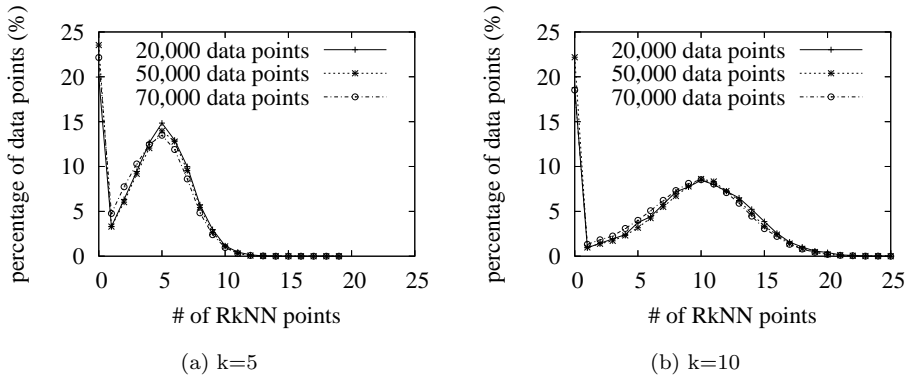 percentage of data points (%)
25
20
15
10
5
0
0 5 10 15 20 25
# of RkNN points
20,000 data points
50,000 data points
70,000 data points
(a) k=5
percentage of data points (%)
25
20
15
10
5
0
0 5 10 15 20 25
# of RkNN points
20,000 data points
50,000 data points
70,000 data points
(b) k=10